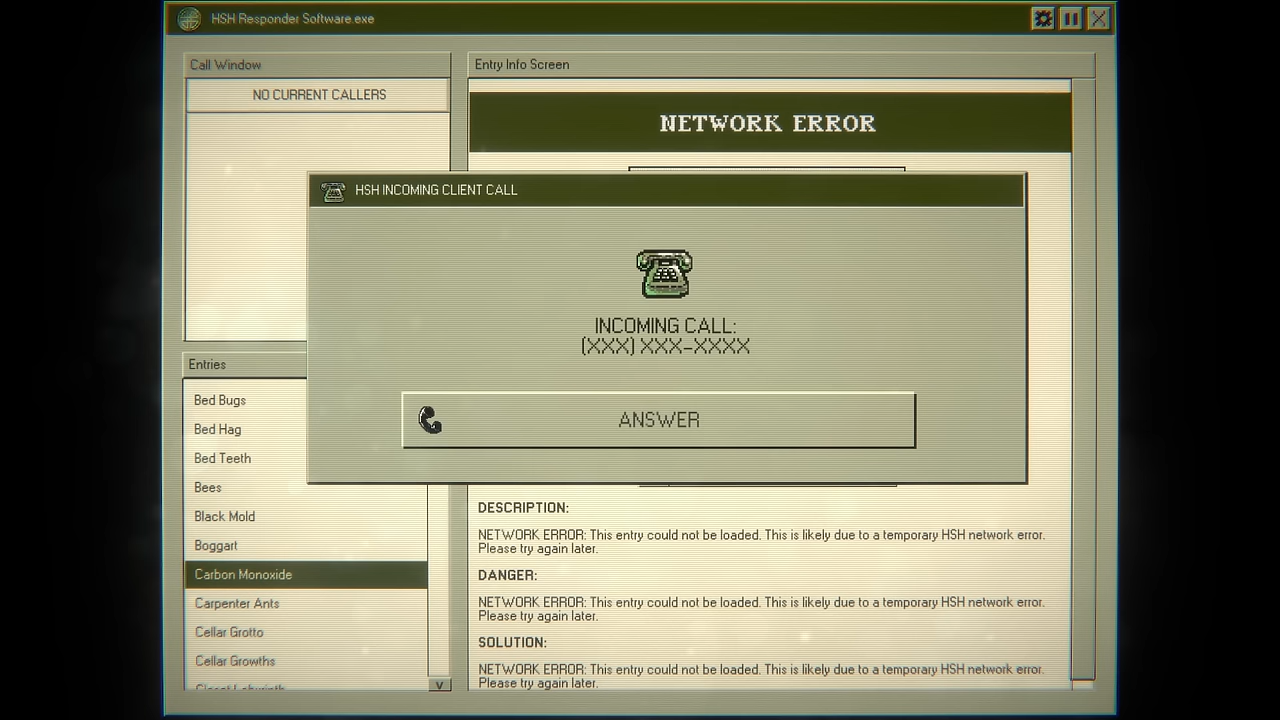 HSH Responder Software.exe
Call Window
NO CURRENT CALLERS
Entry Info Screen
NETWORK ERROR
HSH INCOMING CLIENT CALL
INCOMING CALL:
(XXX) XXX-XXXX
ANSWER
Entries
Bed Bugs
Bed Hag
Bed Teeth
Bees
Black Mold
Boggart
Carbon Monoxide
Carpenter Ants
Cellar Grotto
Cellar Growths
Closet Labyrinth
V
DESCRIPTION:
NETWORK ERROR: This entry could not be loaded. This is likely due to a temporary HSH network error.
Please try again later.
DANGER:
NETWORK ERROR: This entry could not be loaded. This is likely due to a temporary HSH network error.
Please try again later.
SOLUTION:
NETWORK ERROR: This entry could not be loaded. This is likely due to a temporary HSH network error.
Please try again later.